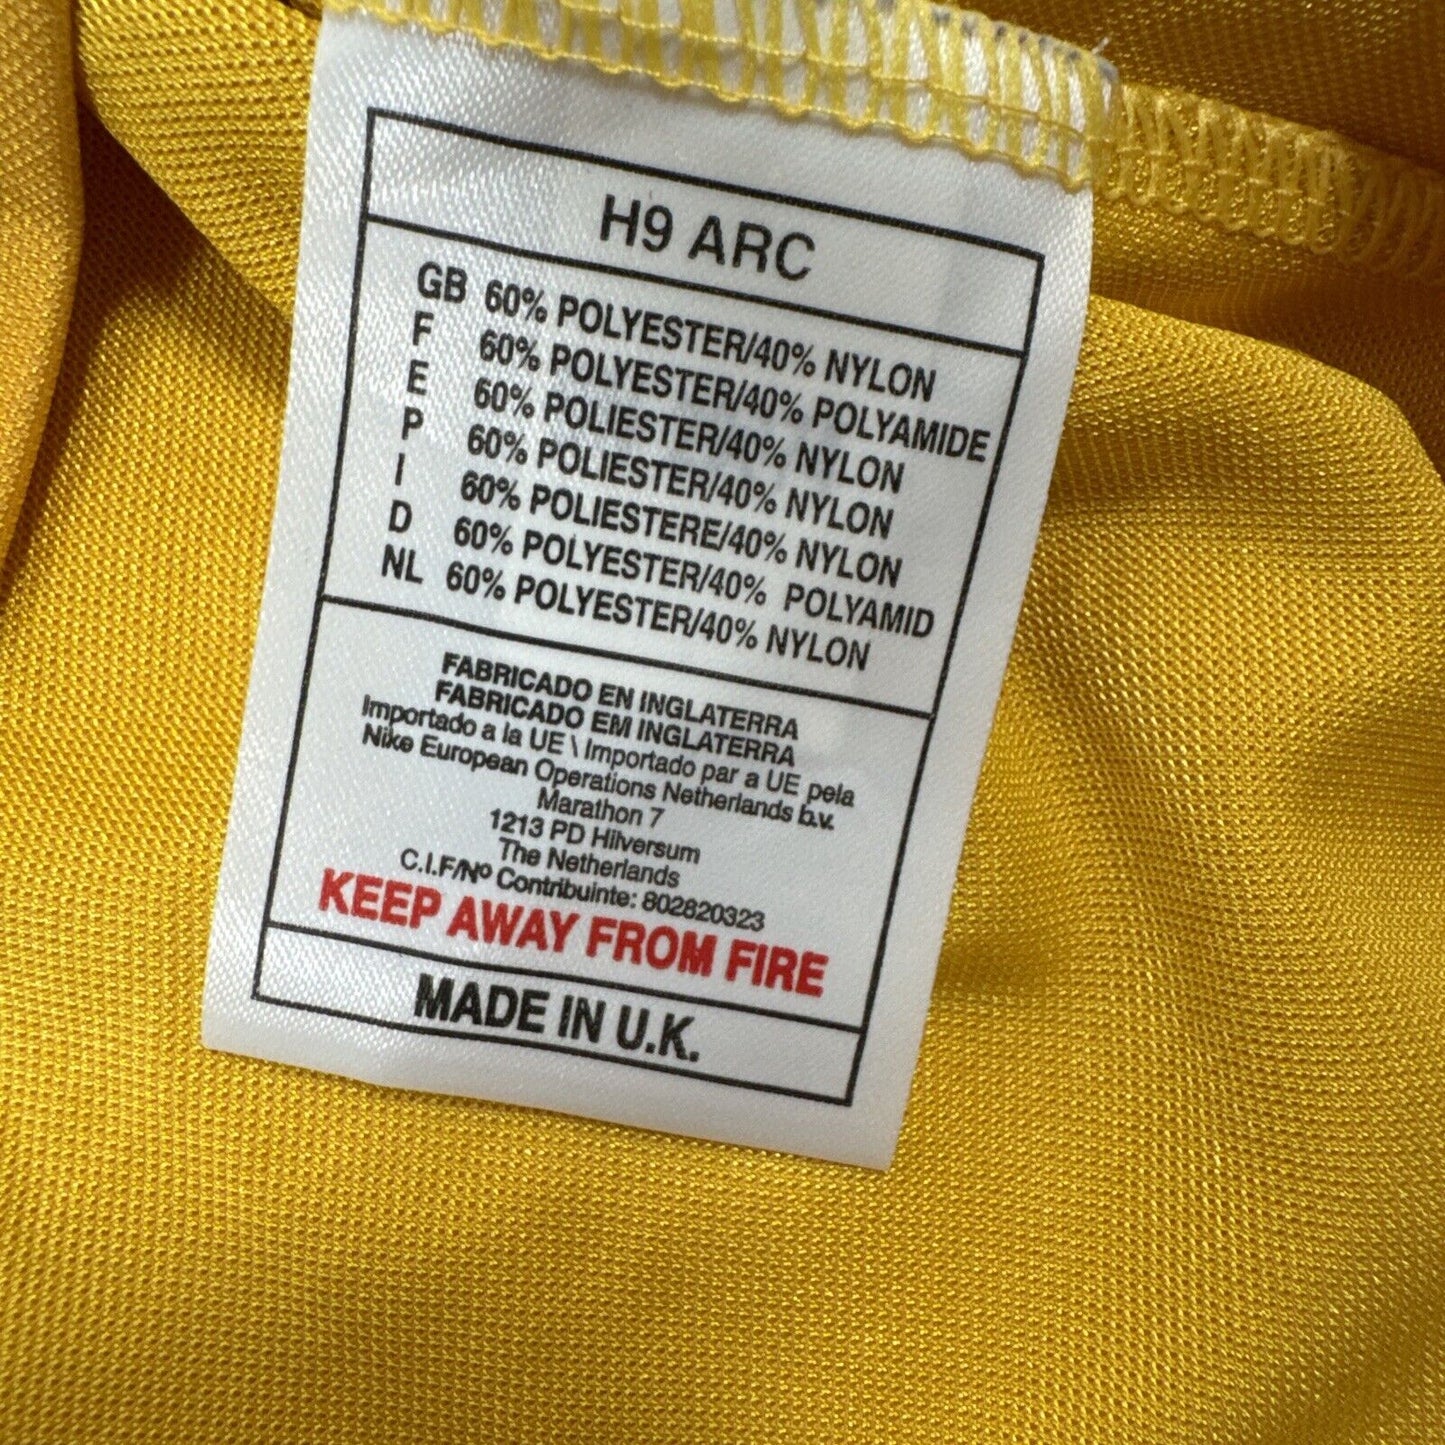 H9 ARC
GB 60% POLYESTER/40% NYLON
F 60% POLYESTER/40% POLYAMIDE
E 60% POLIESTER/40% NYLON
P 60% POLIESTER/40% NYLON
I 60% POLIESTERE/40% NYLON
D 60% POLYESTER/40% POLYAMID
NL 60% POLYESTER/40% NYLON
FABRICADO EN INGLATERRA
FABRICADO EM INGLATERRA
Importado a la UE \ Importado par a UE pela
Nike European Operations Netherlands b.v.
Marathon 7
1213 PD Hilversum
The Netherlands
C.I.F/Nº Contribuinte: 802820323
KEEP AWAY FROM FIRE
MADE IN U.K.